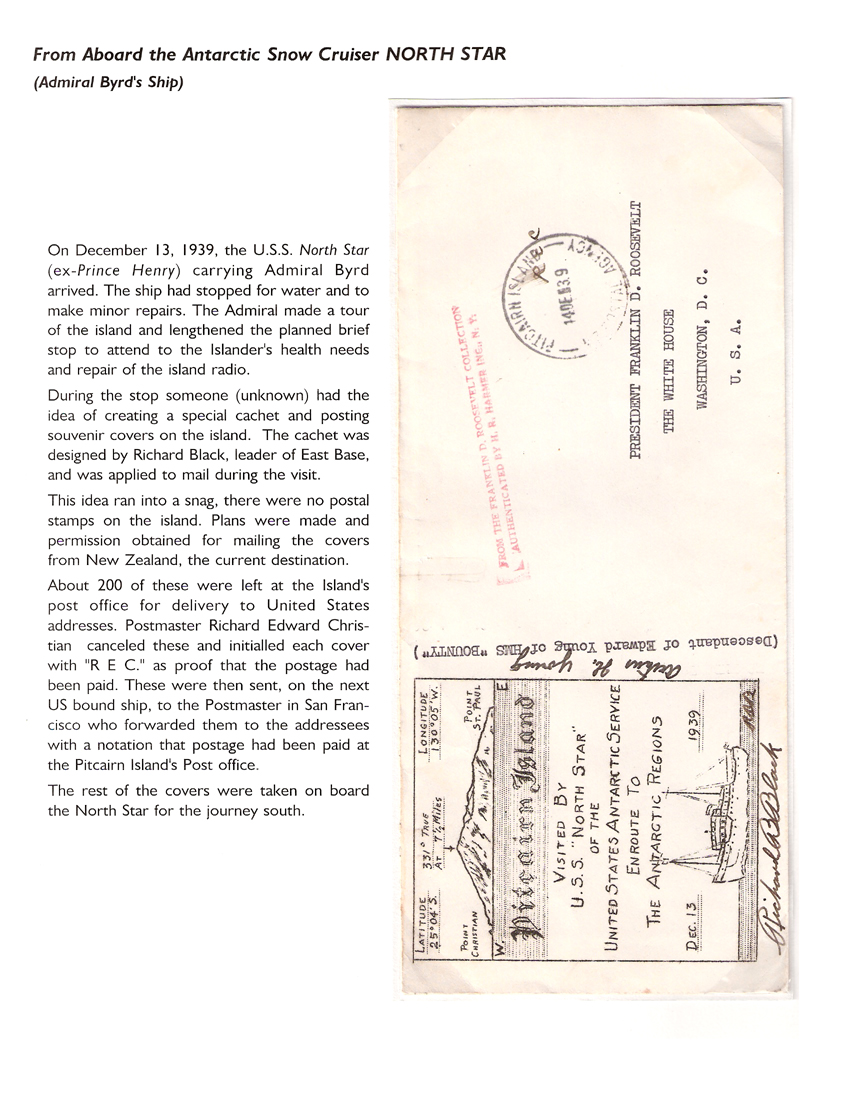 From Aboard the Antarctic Snow Cruiser NORTH STAR
(Admiral Byrd's Ship)
On December 13, 1939, the U.S.S. North Star
(ex-Prince Henry) carrying Admiral Byrd
arrived. The ship had stopped for water and to
make minor repairs. The Admiral made a tour
of the island and lengthened the planned brief
stop to attend to the Islander's health needs
and repair of the island radio.
During the stop someone (unknown) had the
idea of creating a special cachet and posting
souvenir covers on the island. The cachet was
designed by Richard Black, leader of East Base,
and was applied to mail during the visit.
This idea ran into a snag, there were no postal
stamps on the island. Plans were made and
permission obtained for mailing the covers
from New Zealand, the current destination.
About 200 of these were left at the Island's
post office for delivery to United States
addresses. Postmaster Richard Edward Chris-
tian canceled these and initialled each cover
with "R E C." as proof that the postage had
been paid. These were then sent, on the next
US bound ship, to the Postmaster in San Fran-
cisco who forwarded them to the addressees
with a notation that postage had been paid at
the Pitcairn Island's Post office.
The rest of the covers were taken on board
the North Star for the journey south.
FROM THE FRANKLIN D. ROOSEVELT COLLECTION
AUTHENTICATED BY H. R. HARMER INC., N. Y.
PITCAIRN ISLAND
AGENCY
14DE39
R E C
PRESIDENT FRANKLIN D. ROOSEVELT
THE WHITE HOUSE
WASHINGTON, D. C.
U. S. A.
H. Young
(Descendant of Edward Young of HMS "BOUNTY")
LATITUDE
25°04'S.
331° TRUE
AT 7½ MILES
LONGITUDE
130°05'W.
POINT
CHRISTIAN
POINT
ST. PAUL
W. E
Pitcairn Island
VISITED BY
U.S.S. "NORTH STAR"
OF THE
UNITED STATES ANTARCTIC SERVICE
ENROUTE TO
THE ANTARCTIC REGIONS
DEC. 13 1939
RBB
Richard B Black